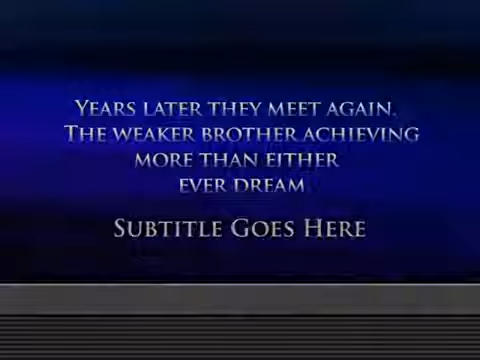 Years later they meet again.
The weaker brother achieving
more than either
ever dream
Subtitle Goes Here